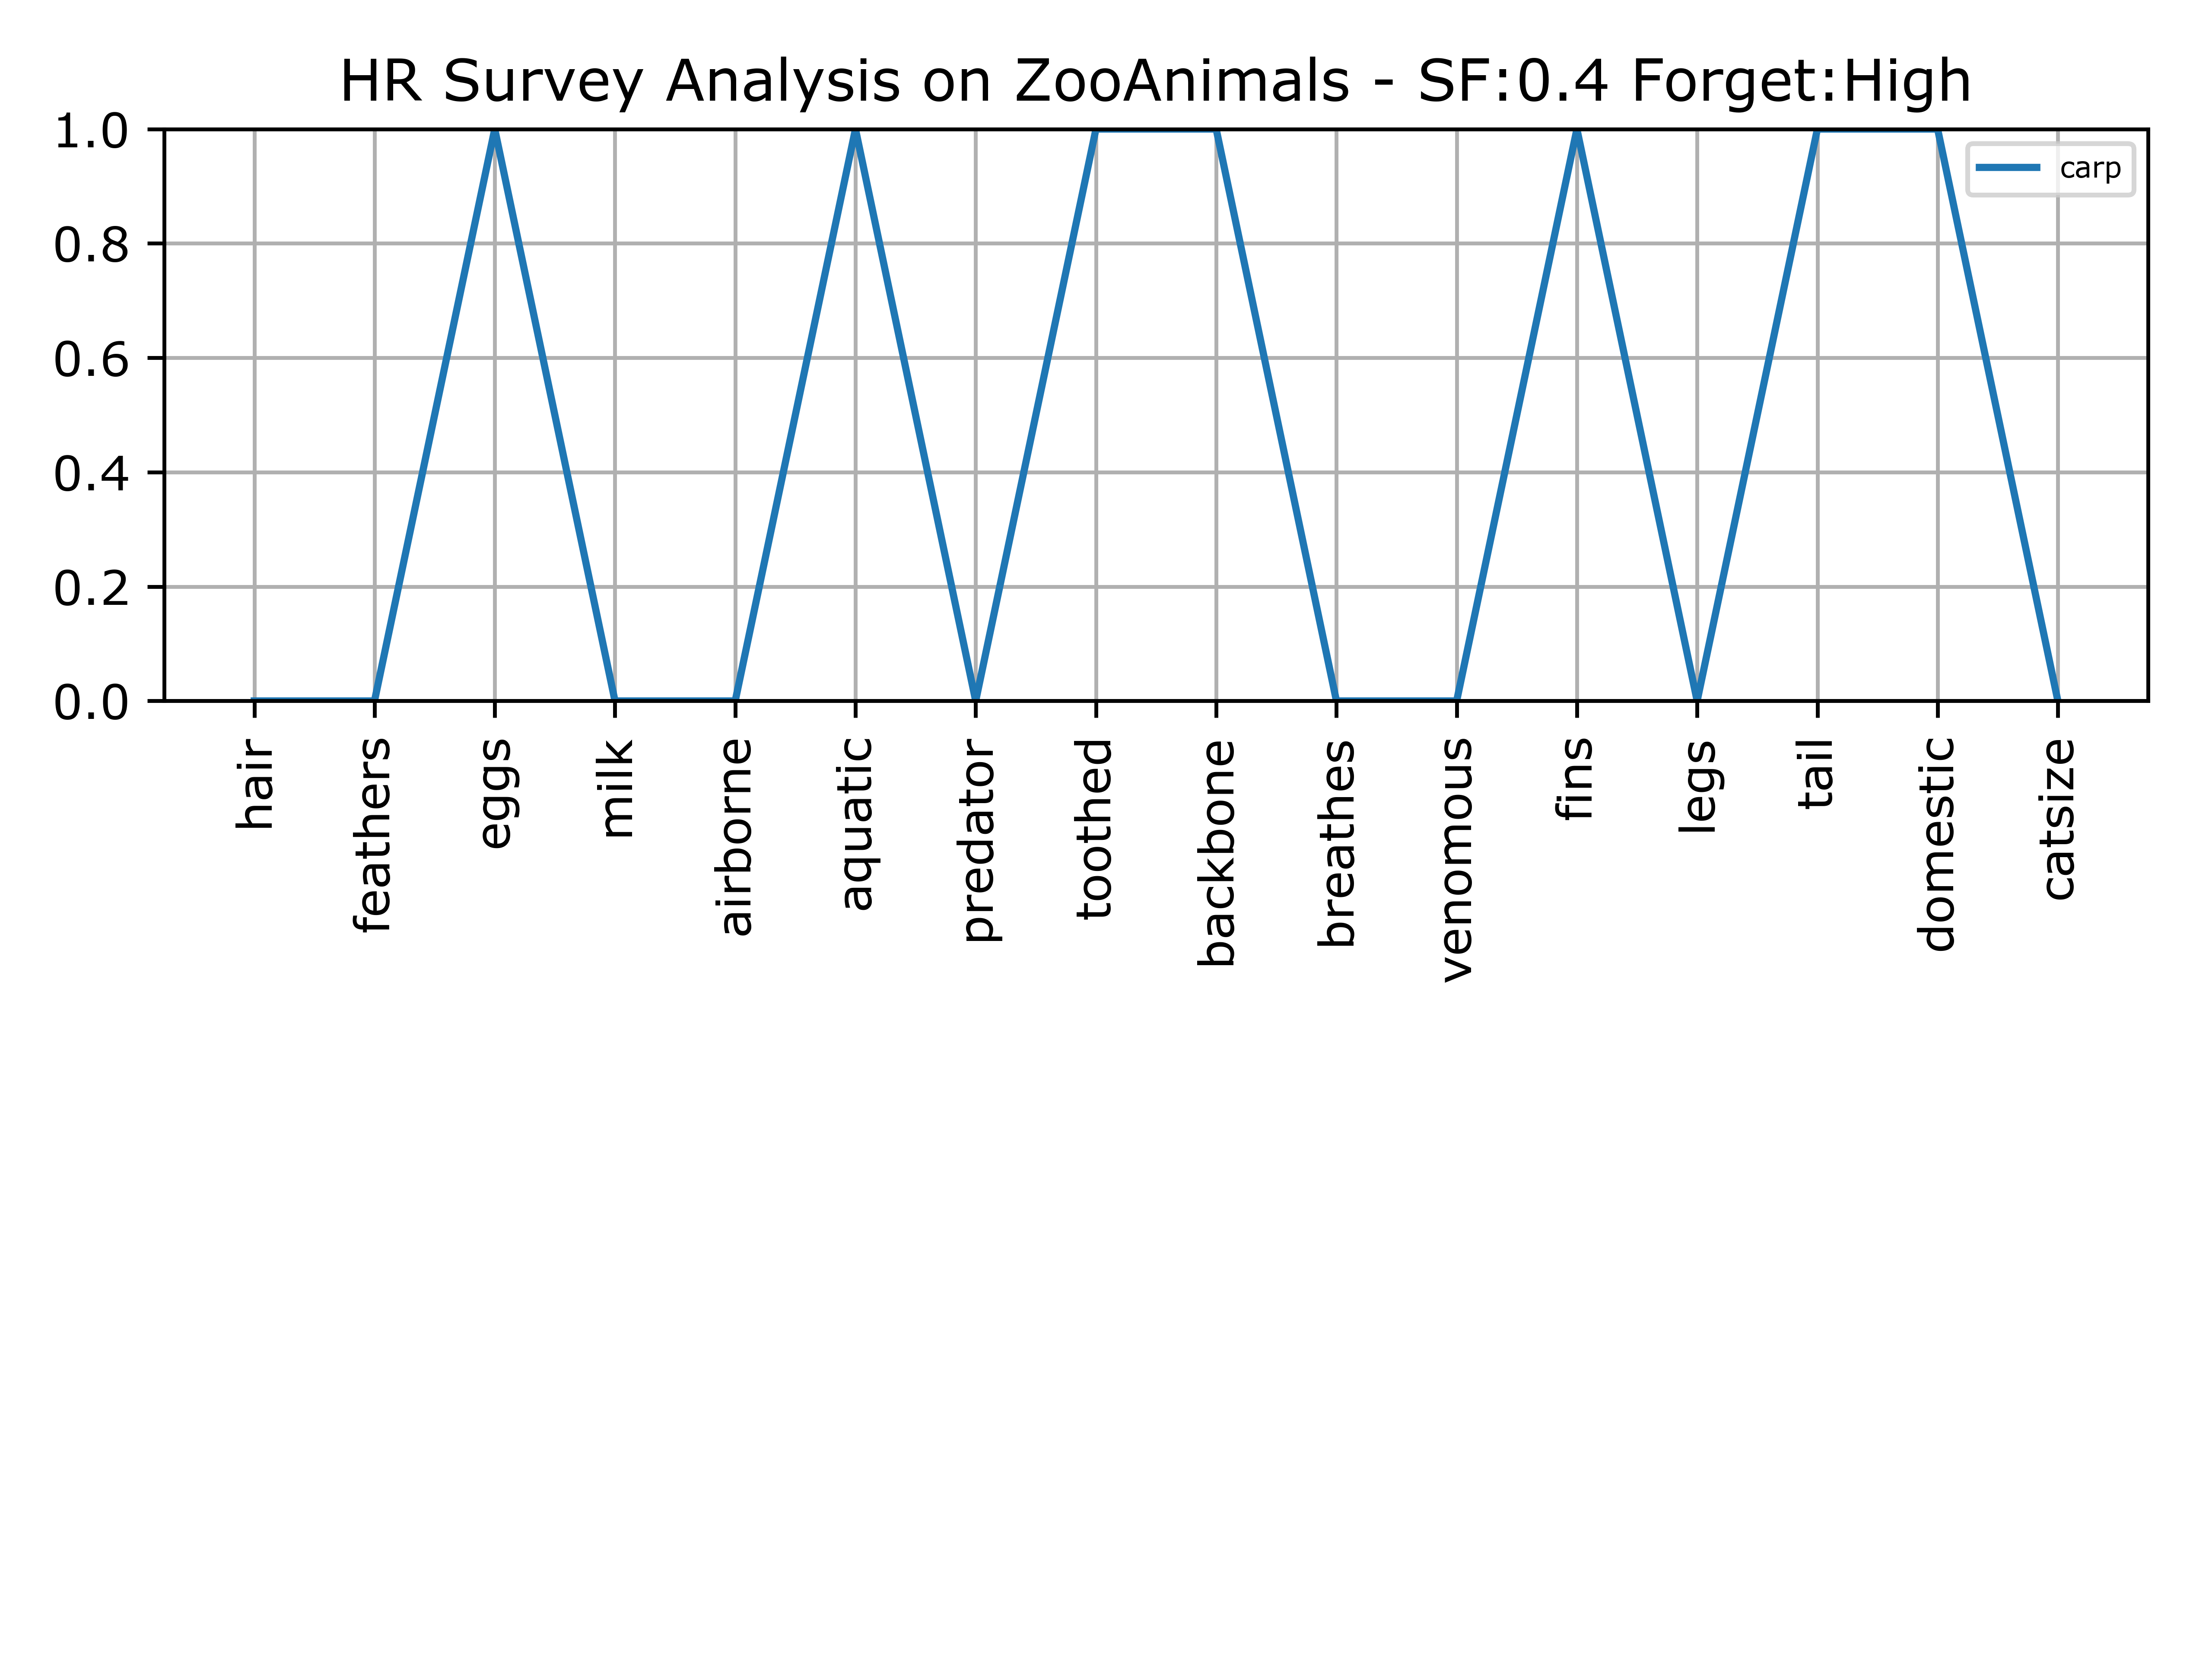 HR Survey Analysis on ZooAnimals - SF:0.4 Forget:High
1.0
0.8
0.6
0.4
0.2
0.0
carp
hair
feathers
eggs
milk
airborne
aquatic
predator
toothed
backbone
breathes
venomous
fins
legs
tail
domestic
catsize